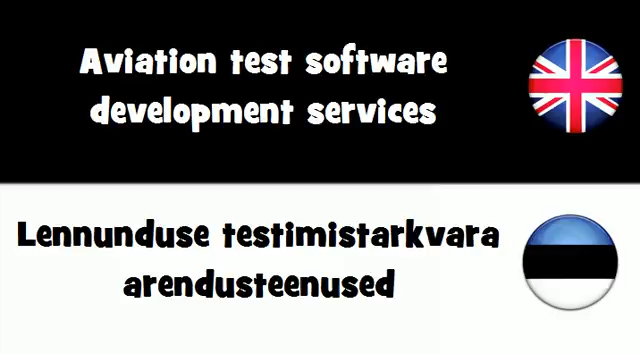 Aviation test software
development services
Lennunduse testimistarkvara
arendusteenused